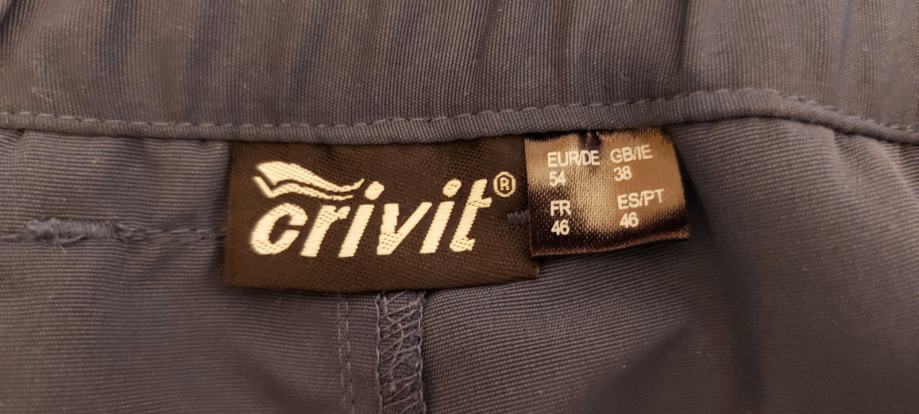 crivit®
EUR/DE GB/IE
54 38
FR ES/PT
46 46